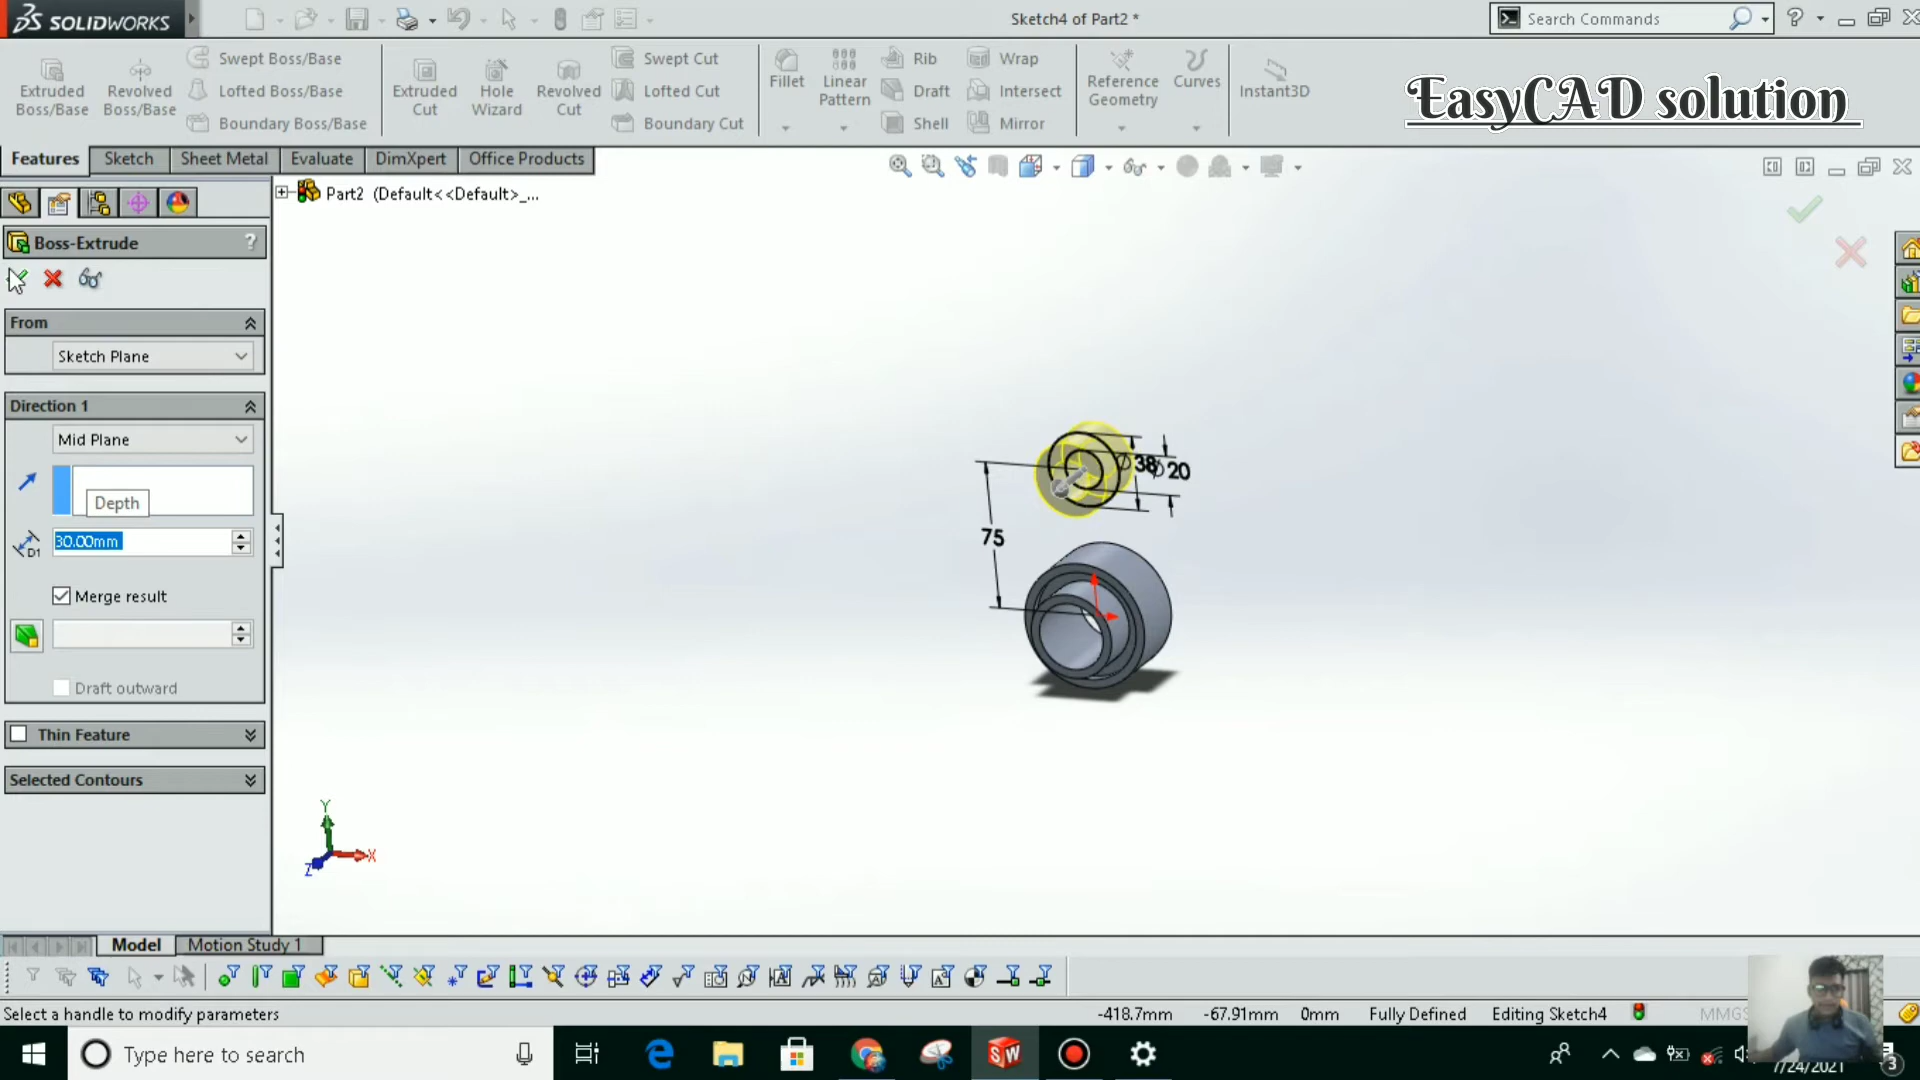 SOLIDWORKS
Sketch4 of Part2 *
Search Commands
Extruded Boss/Base
Revolved Boss/Base
Swept Boss/Base
Lofted Boss/Base
Boundary Boss/Base
Extruded Cut
Hole Wizard
Revolved Cut
Swept Cut
Lofted Cut
Boundary Cut
Fillet
Linear Pattern
Rib
Draft
Shell
Wrap
Intersect
Mirror
Reference Geometry
Curves
Instant3D
EasyCAD solution
Features
Sketch
Sheet Metal
Evaluate
DimXpert
Office Products
Part2 (Default<<Default>_...
Boss-Extrude
?
From
Sketch Plane
Direction 1
Mid Plane
Depth
D1
30.00mm
Merge result
Draft outward
Thin Feature
Selected Contours
75
⌀38
⌀20
Y
X
Z
Model
Motion Study 1
Select a handle to modify parameters
-418.7mm
-67.91mm
0mm
Fully Defined
Editing Sketch4
MMGS
Type here to search
SW
7/24/2021
3